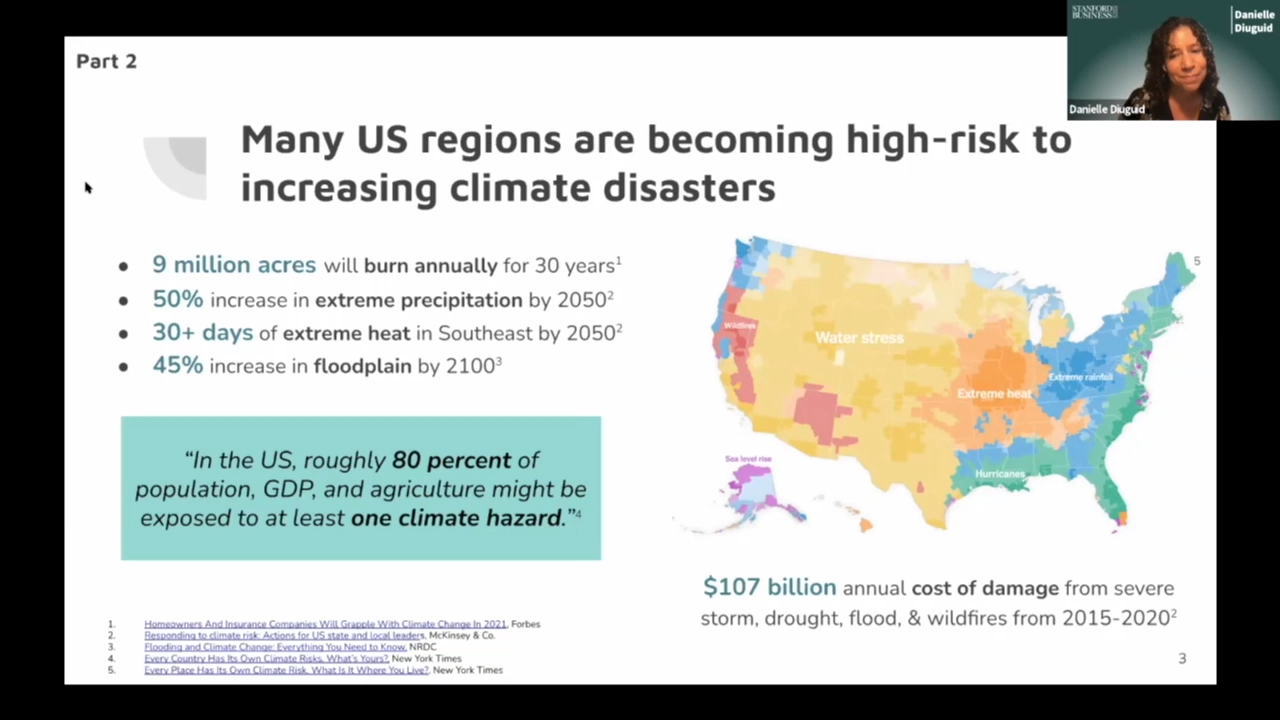 Part 2
STANFORD
BUSINESS
Danielle
Diuguid
Danielle Diuguid
Many US regions are becoming high-risk to
increasing climate disasters
● 9 million acres will burn annually for 30 years1
● 50% increase in extreme precipitation by 20502
● 30+ days of extreme heat in Southeast by 20502
● 45% increase in floodplain by 21003
“In the US, roughly 80 percent of
population, GDP, and agriculture might be
exposed to at least one climate hazard.”4
5
Wildfires
Water stress
Extreme rainfall
Extreme heat
Sea level rise
Hurricanes
$107 billion annual cost of damage from severe
storm, drought, flood, & wildfires from 2015-20202
1. Homeowners And Insurance Companies Will Grapple With Climate Change In 2021, Forbes
2. Responding to climate risk: Actions for US state and local leaders, McKinsey & Co.
3. Flooding and Climate Change: Everything You Need to Know, NRDC
4. Every Country Has Its Own Climate Risks, What's Yours?, New York Times
5. Every Place Has Its Own Climate Risk, What Is It Where You Live?, New York Times
3